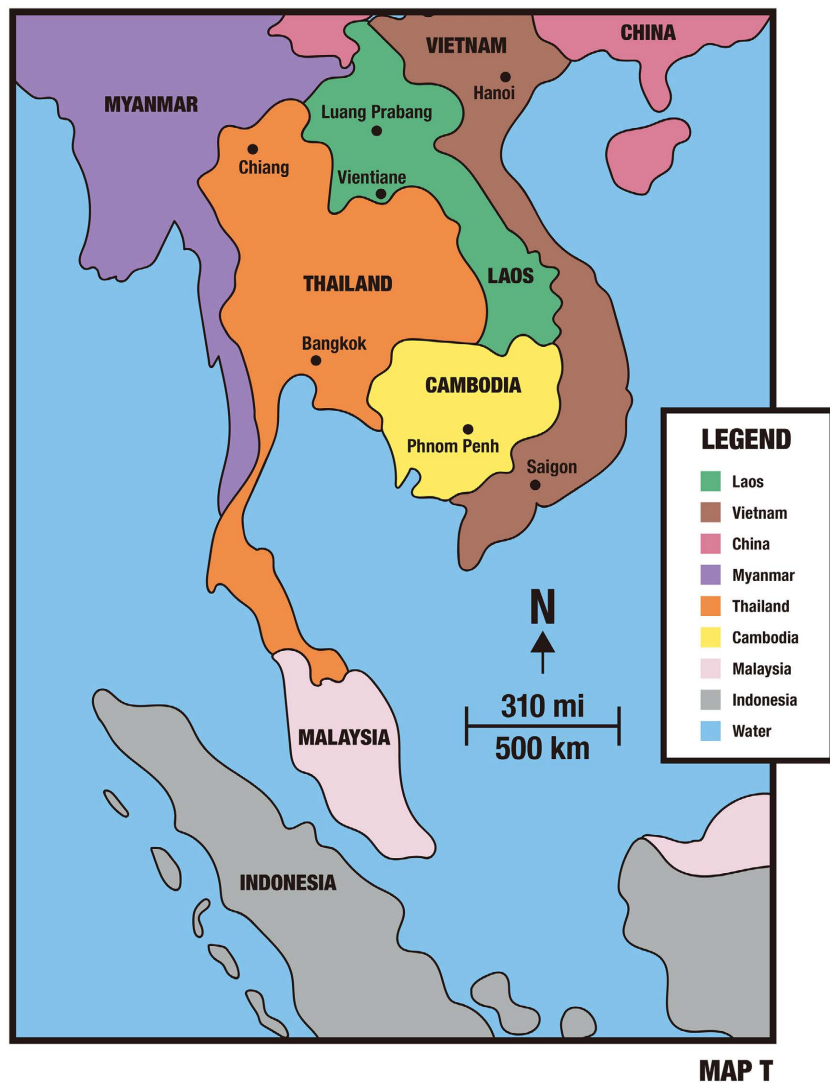 VIETNAM
CHINA
Hanoi
MYANMAR
Luang Prabang
Chiang
Vientiane
THAILAND
LAOS
Bangkok
CAMBODIA
Phnom Penh
Saigon
LEGEND
Laos
Vietnam
China
Myanmar
Thailand
Cambodia
Malaysia
Indonesia
Water
N
310 mi
500 km
MALAYSIA
INDONESIA
MAP T